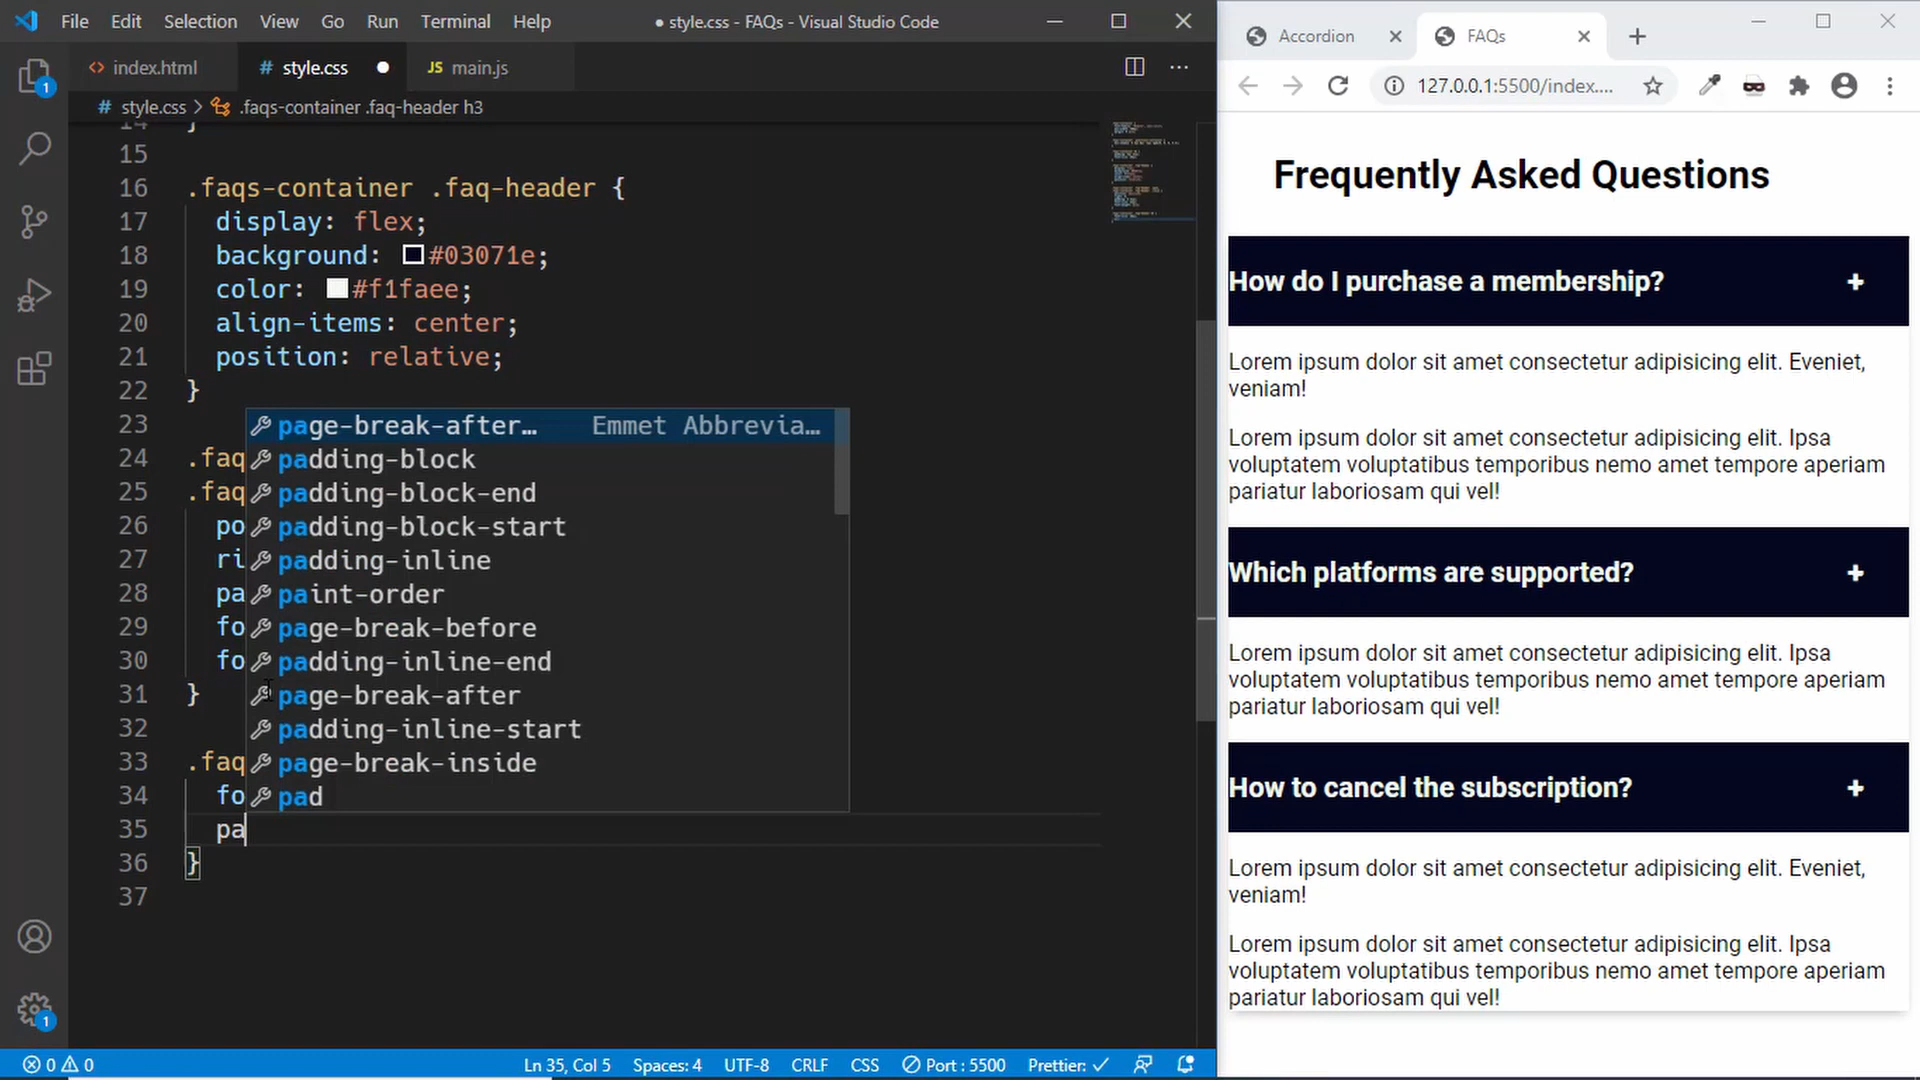 File Edit Selection View Go Run Terminal Help
● style.css - FAQs - Visual Studio Code
<> index.html
# style.css ●
JS main.js
# style.css > .faqs-container .faq-header h3
14 }
15
16 .faqs-container .faq-header {
17 display: flex;
18 background: #03071e;
19 color: #f1faee;
20 align-items: center;
21 position: relative;
22 }
23
24 .faq
25 .faq
26 po
27 ri
28 pa
29 fo
30 fo
31 }
32
33 .faq
34 fo
35 pa
36 }
37
page-break-after… Emmet Abbrevia…
padding-block
padding-block-end
padding-block-start
padding-inline
paint-order
page-break-before
padding-inline-end
page-break-after
padding-inline-start
page-break-inside
pad
1
1
0 0
Ln 35, Col 5 Spaces: 4 UTF-8 CRLF CSS Port : 5500 Prettier: ✓
Accordion
FAQs
127.0.0.1:5500/index....
Frequently Asked Questions
How do I purchase a membership? +
Lorem ipsum dolor sit amet consectetur adipisicing elit. Eveniet,
veniam!
Lorem ipsum dolor sit amet consectetur adipisicing elit. Ipsa
voluptatem voluptatibus temporibus nemo amet tempore aperiam
pariatur laboriosam qui vel!
Which platforms are supported? +
Lorem ipsum dolor sit amet consectetur adipisicing elit. Ipsa
voluptatem voluptatibus temporibus nemo amet tempore aperiam
pariatur laboriosam qui vel!
How to cancel the subscription? +
Lorem ipsum dolor sit amet consectetur adipisicing elit. Eveniet,
veniam!
Lorem ipsum dolor sit amet consectetur adipisicing elit. Ipsa
voluptatem voluptatibus temporibus nemo amet tempore aperiam
pariatur laboriosam qui vel!